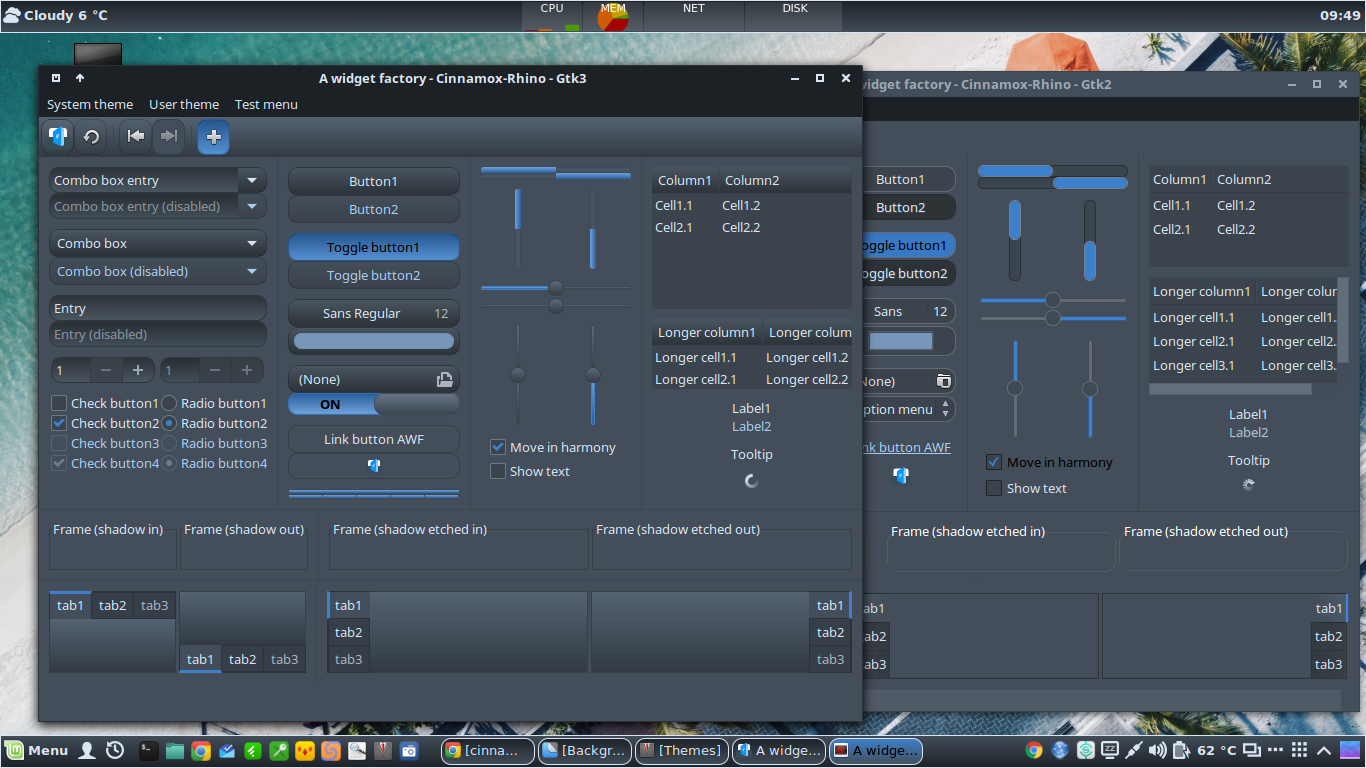 Cloudy 6 °C
CPU
MEM
NET
DISK
09:49
A widget factory - Cinnamox-Rhino - Gtk3
System theme User theme Test menu
Combo box entry
Combo box entry (disabled)
Combo box
Combo box (disabled)
Entry
Entry (disabled)
1
1
Check button1 Radio button1
Check button2 Radio button2
Check button3 Radio button3
Check button4 Radio button4
Button1
Button2
Toggle button1
Toggle button2
Sans Regular 12
(None)
ON
Link button AWF
Move in harmony
Show text
Column1 Column2
Cell1.1 Cell1.2
Cell2.1 Cell2.2
Longer column1 Longer colum
Longer cell1.1 Longer cell1.2
Longer cell2.1 Longer cell2.2
Label1
Label2
Tooltip
Frame (shadow in)
Frame (shadow out)
Frame (shadow etched in)
Frame (shadow etched out)
tab1 tab2 tab3
tab1 tab2 tab3
tab1
tab2
tab3
tab1
tab2
tab3
widget factory - Cinnamox-Rhino - Gtk2
Button1
Button2
oggle button1
oggle button2
Sans 12
None)
ption menu
nk button AWF
Move in harmony
Show text
Column1 Column2
Cell1.1 Cell1.2
Cell2.1 Cell2.2
Longer column1 Longer colur
Longer cell1.1 Longer cell1.
Longer cell2.1 Longer cell2.
Longer cell3.1 Longer cell3.
Label1
Label2
Tooltip
Frame (shadow etched in)
Frame (shadow etched out)
ab1
ab2
ab3
tab1
tab2
tab3
Menu
[cinna...
[Backgr...
[Themes]
A widge...
A widge...
62 °C